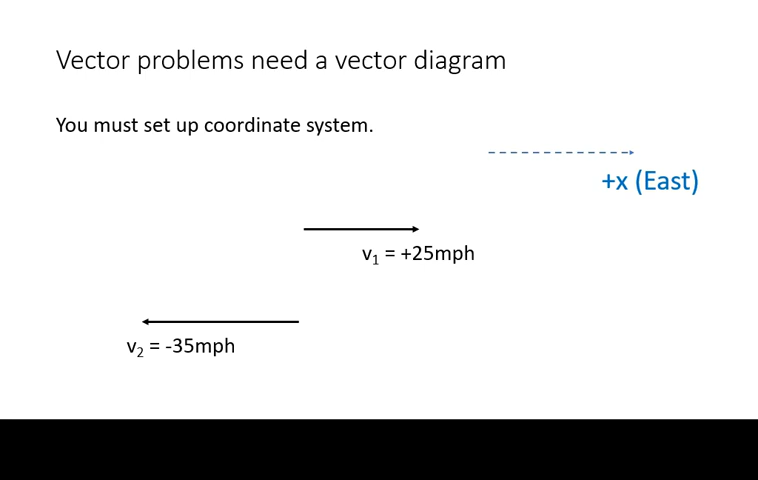 Vector problems need a vector diagram
You must set up coordinate system.
+x (East)
v₁ = +25mph
v₂ = -35mph